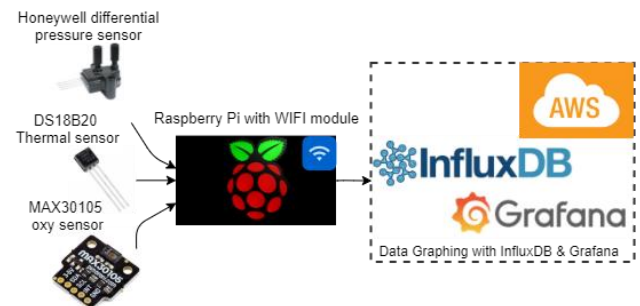 Honeywell differential
pressure sensor
DS18B20
Thermal sensor
MAX30105
oxy sensor
MAX30105
Raspberry Pi with WIFI module
AWS
InfluxDB
Grafana
Data Graphing with InfluxDB & Grafana